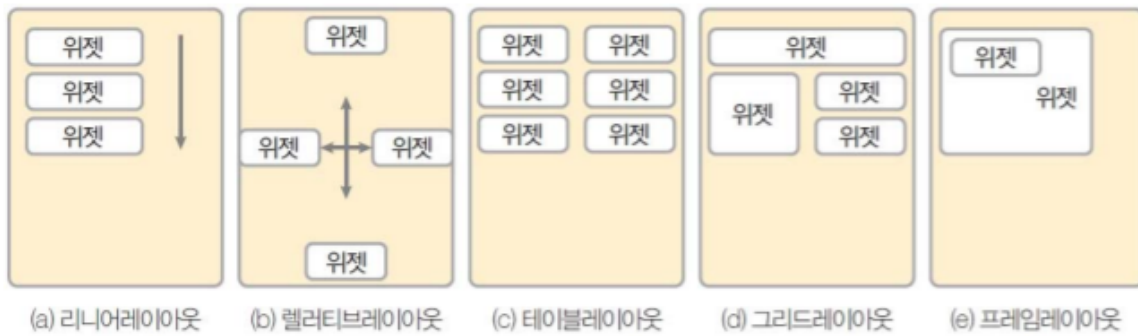 위젯
위젯
위젯
위젯
위젯
위젯
위젯
위젯 위젯
위젯 위젯
위젯 위젯
위젯
위젯
위젯
위젯
위젯
위젯
(a) 리니어레이아웃
(b) 렐러티브레이아웃
(c) 테이블레이아웃
(d) 그리드레이아웃
(e) 프레임레이아웃